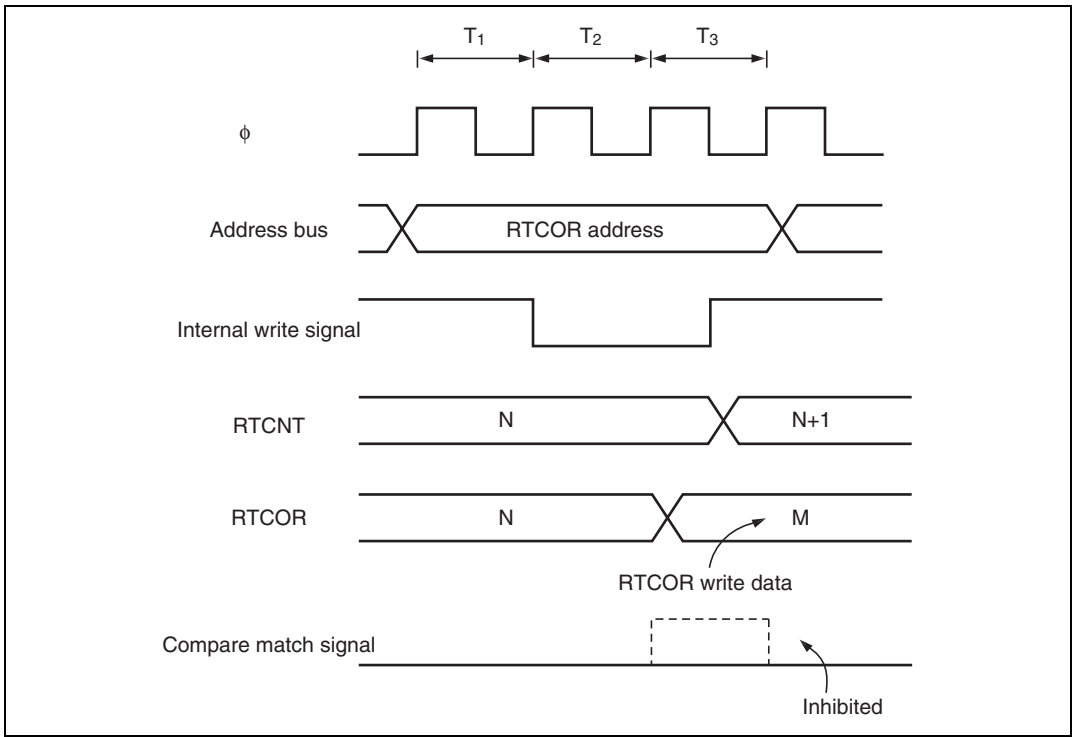 T1 T2 T3
ϕ
Address bus RTCOR address
Internal write signal
RTCNT N N+1
RTCOR N M
RTCOR write data
Compare match signal
Inhibited